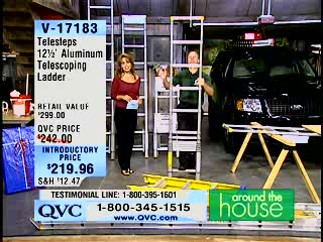 V-17183
Telesteps
12½' Aluminum
Telescoping
Ladder
RETAIL VALUE
$299.00
QVC PRICE
$242.00
INTRODUCTORY
PRICE
$219.96
S&H $12.47
TESTIMONIAL LINE: 1-800-395-1501
QVC
1-800-345-1515
www.QVC.com
around the
house